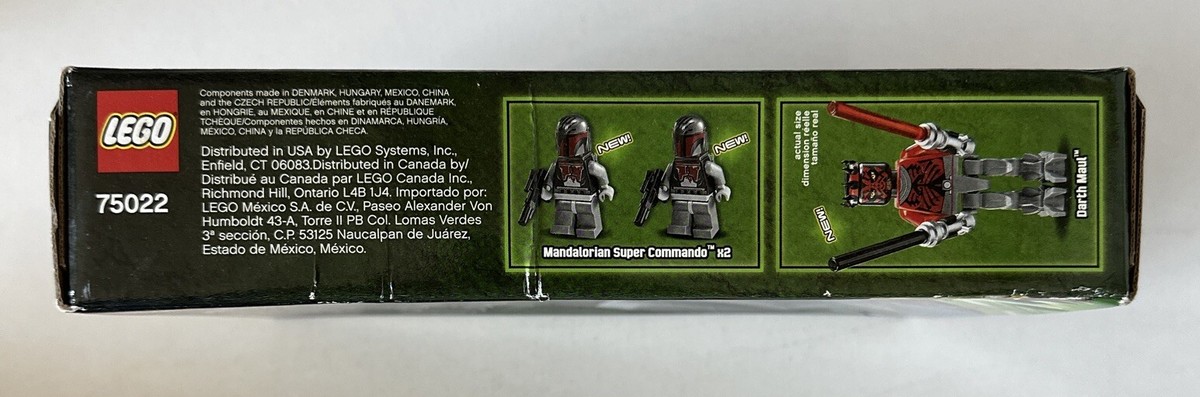 LEGO
75022
Components made in DENMARK, HUNGARY, MEXICO, CHINA
and the CZECH REPUBLIC/Éléments fabriqués au DANEMARK,
en HONGRIE, au MEXIQUE, en CHINE et en RÉPUBLIQUE
TCHÈQUE/Componentes hechos en DINAMARCA, HUNGRÍA,
MÉXICO, CHINA y la REPÚBLICA CHECA.
Distributed in USA by LEGO Systems, Inc.,
Enfield, CT 06083.Distributed in Canada by/
Distribué au Canada par LEGO Canada Inc.,
Richmond Hill, Ontario L4B 1J4. Importado por:
LEGO México S.A. de C.V., Paseo Alexander Von
Humboldt 43-A, Torre II PB Col. Lomas Verdes
3ª sección, C.P. 53125 Naucalpan de Juárez,
Estado de México, México.
NEW!
NEW!
Mandalorian Super Commando™ x2
actual size
dimension réelle
tamaño real
NEW!
Darth Maul™